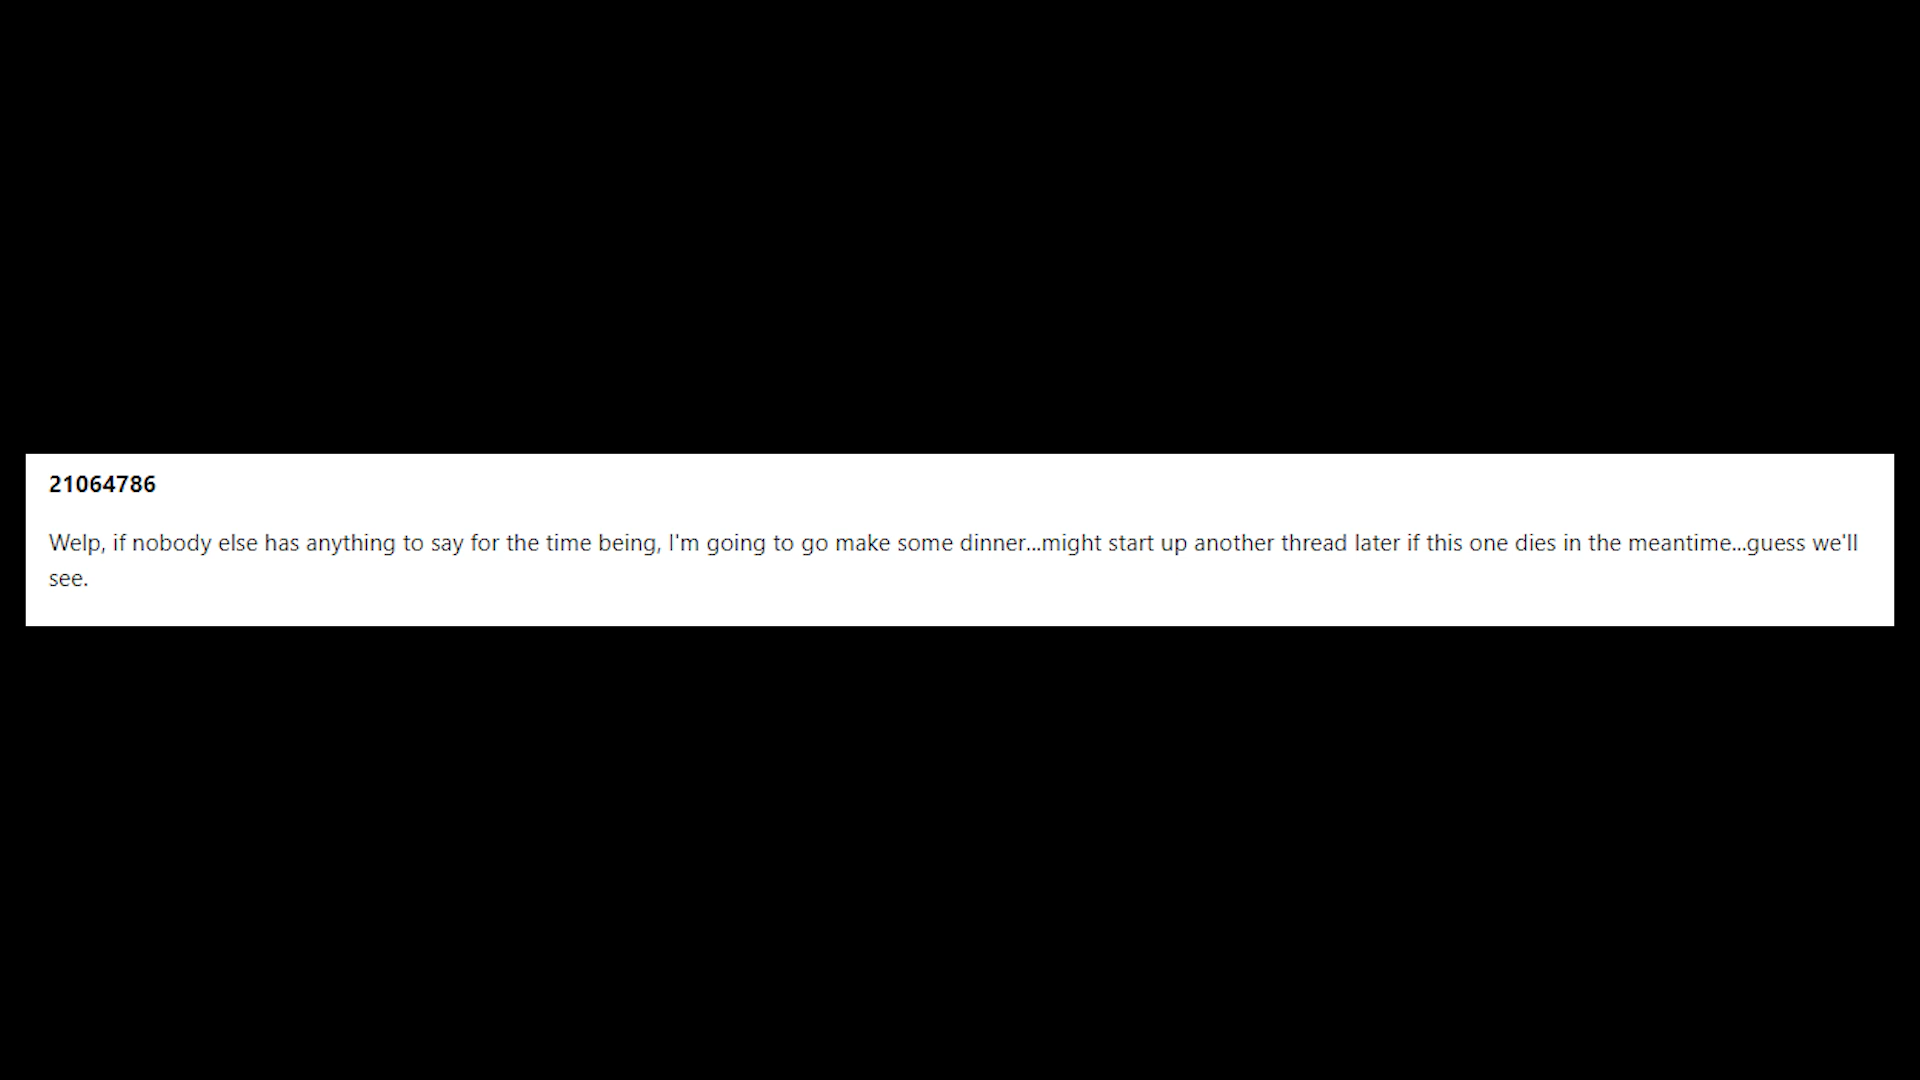 21064786
Welp, if nobody else has anything to say for the time being, I'm going to go make some dinner...might start up another thread later if this one dies in the meantime...guess we'll
see.